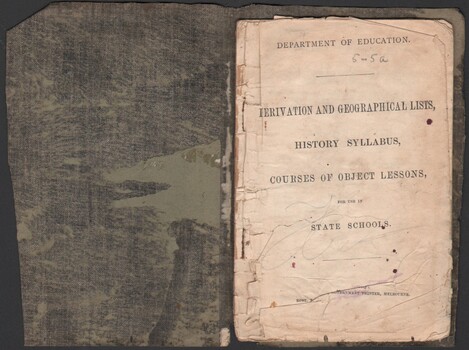 DEPARTMENT OF EDUCATION.
5-5a
ERIVATION AND GEOGRAPHICAL LISTS,
HISTORY SYLLABUS,
COURSES OF OBJECT LESSONS,
FOR USE IN
STATE SCHOOLS.
PRINTER, MELBOURNE.